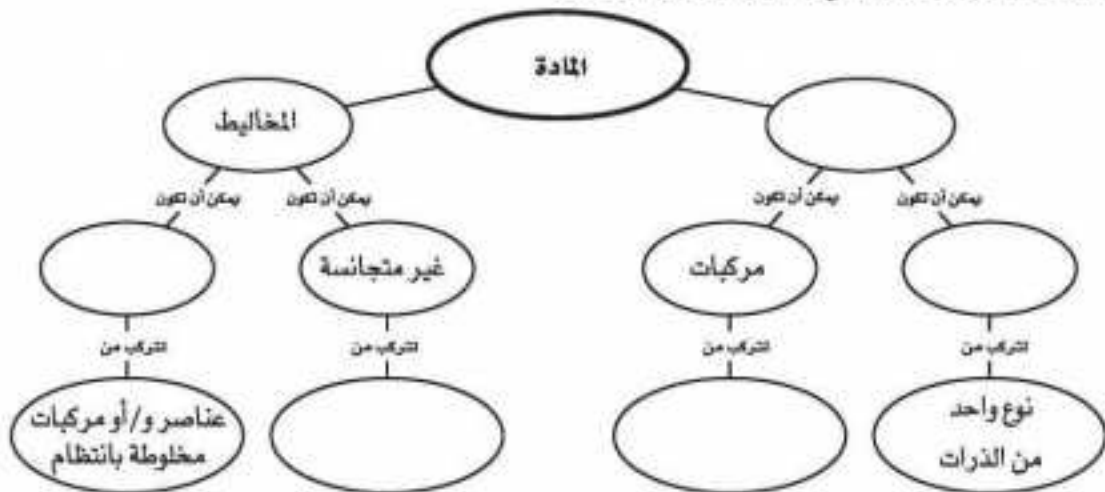 المادة
المخاليط
يمكن أن تكون
يمكن أن تكون
يمكن أن تكون
يمكن أن تكون
مركبات
غير متجانسة
تتركب من
تتركب من
تتركب من
تتركب من
نوع واحد
من الذرات
عناصر و/أو مركبات
مخلوطة بانتظام